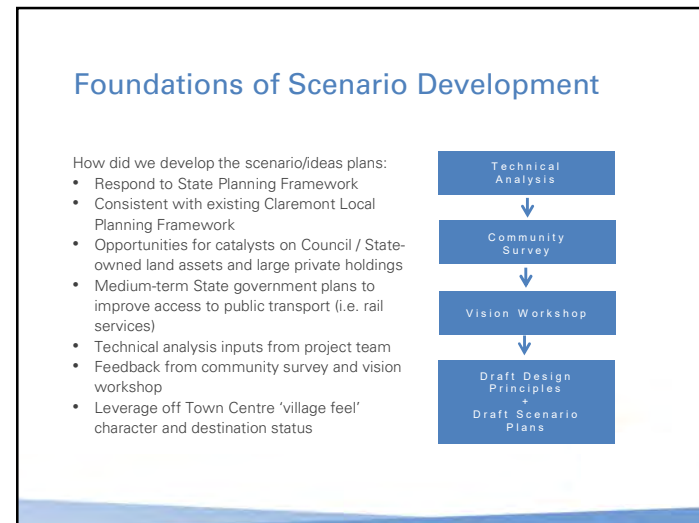 Foundations of Scenario Development
How did we develop the scenario/ideas plans:
• Respond to State Planning Framework
• Consistent with existing Claremont Local
Planning Framework
• Opportunities for catalysts on Council / State-
owned land assets and large private holdings
• Medium-term State government plans to
improve access to public transport (i.e. rail
services)
• Technical analysis inputs from project team
• Feedback from community survey and vision
workshop
• Leverage off Town Centre ‘village feel’
character and destination status
Technical
Analysis
Community
Survey
Vision Workshop
Draft Design
Principles
+
Draft Scenario
Plans